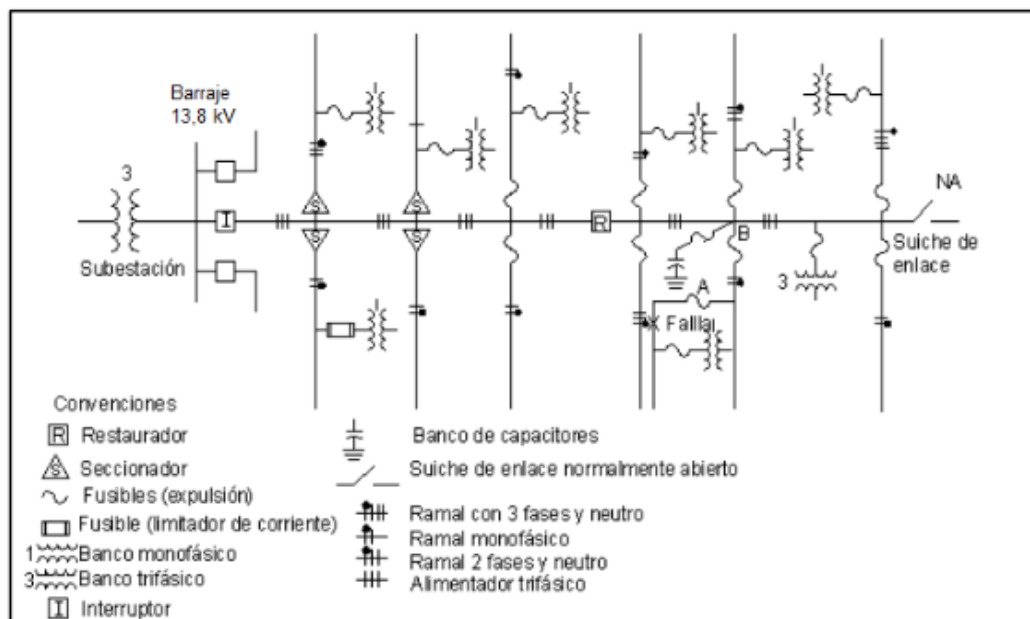 Barraje
13,8 kV
3
I
Subestación
S
S
S
S
R
B
A
X Falllaı
3
NA
Suiche de
enlace
Convenciones
R Restaurador
S Seccionador
Fusibles (expulsión)
Fusible (limitador de corriente)
1 Banco monofásico
3 Banco trifásico
I Interruptor
Banco de capacitores
Suiche de enlace normalmente abierto
Ramal con 3 fases y neutro
Ramal monofásico
Ramal 2 fases y neutro
Alimentador trifásico